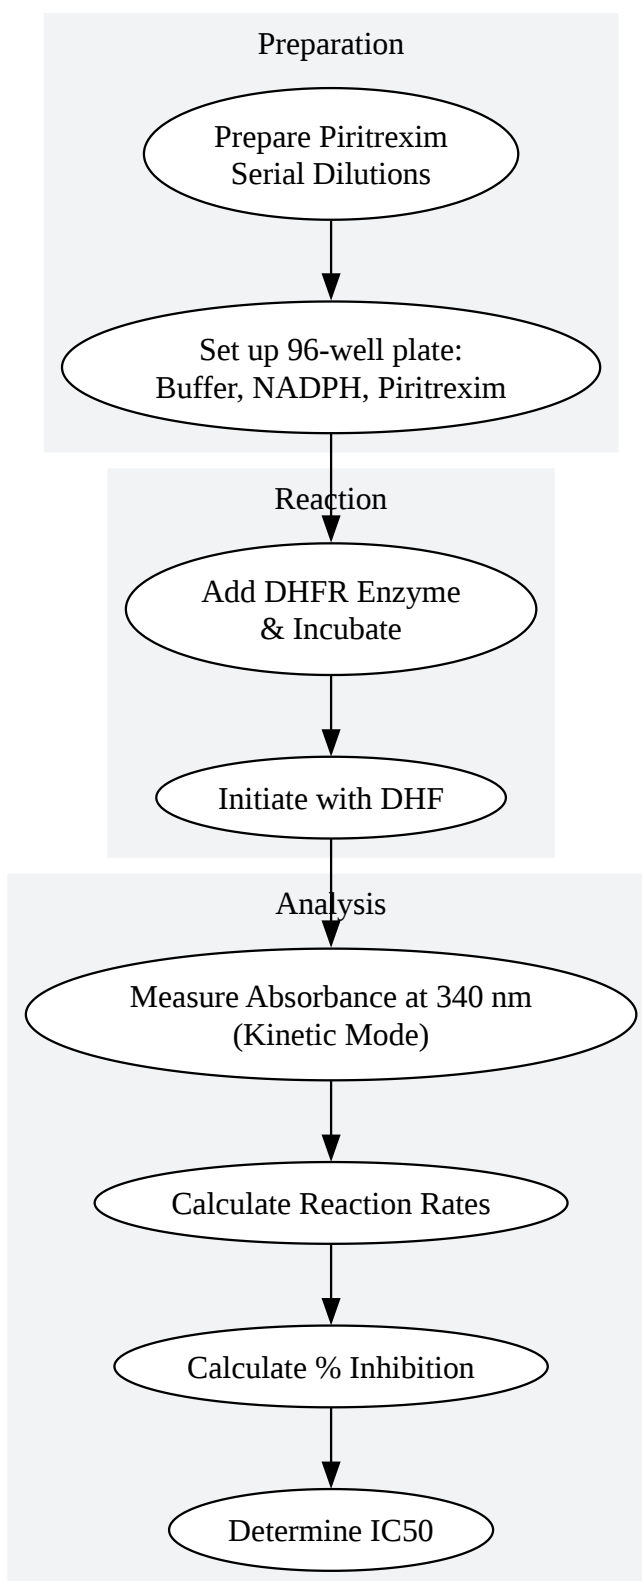 Preparation
Prepare Piritrexim
Serial Dilutions
Set up 96-well plate:
Buffer, NADPH, Piritrexim
Reaction
Add DHFR Enzyme
& Incubate
Initiate with DHF
Analysis
Measure Absorbance at 340 nm
(Kinetic Mode)
Calculate Reaction Rates
Calculate % Inhibition
Determine IC50